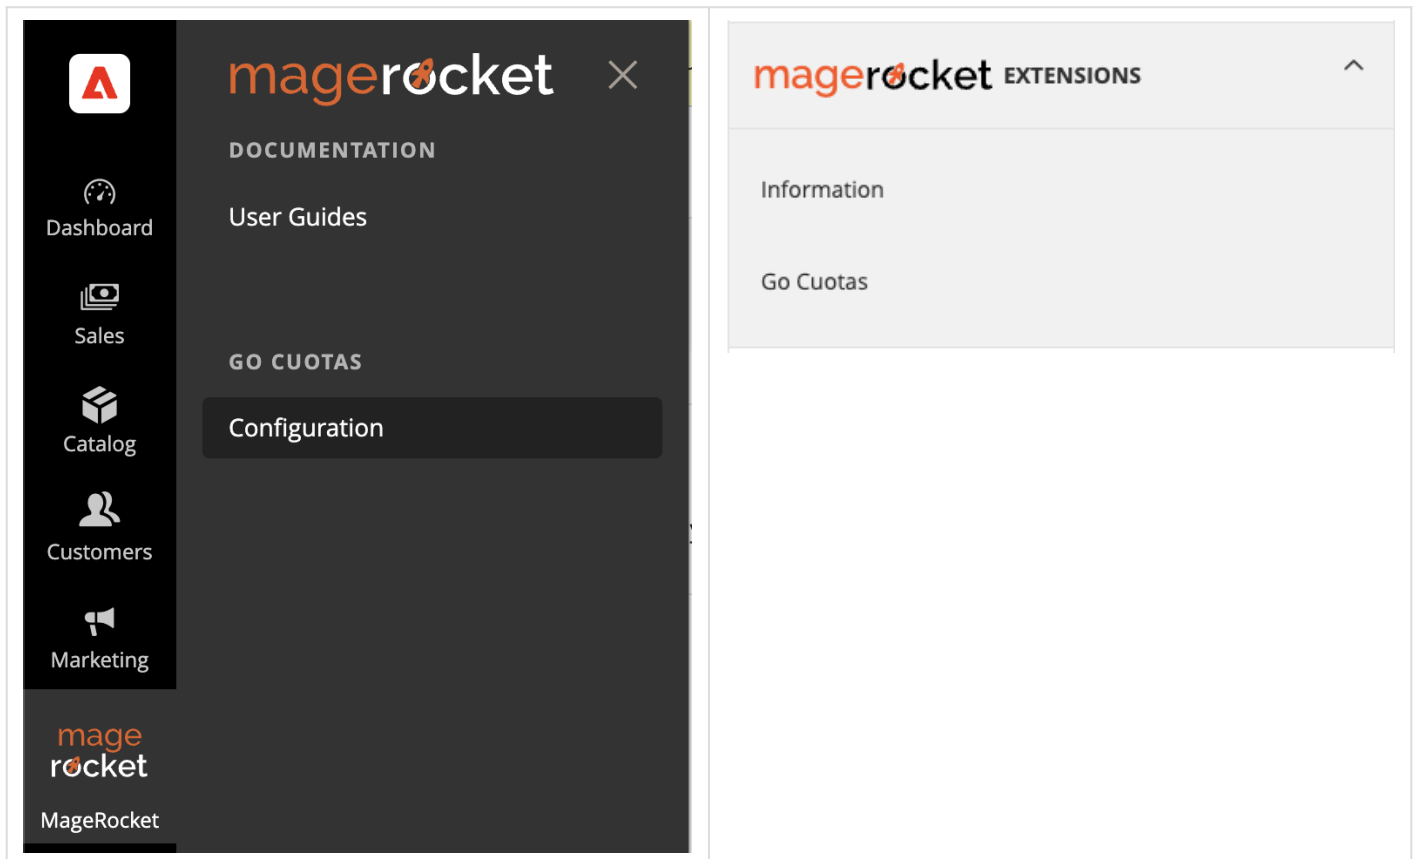 Dashboard
Sales
Catalog
Customers
Marketing
mage
rocket
MageRocket
magerocket
DOCUMENTATION
User Guides
GO CUOTAS
Configuration
magerocket EXTENSIONS
Information
Go Cuotas